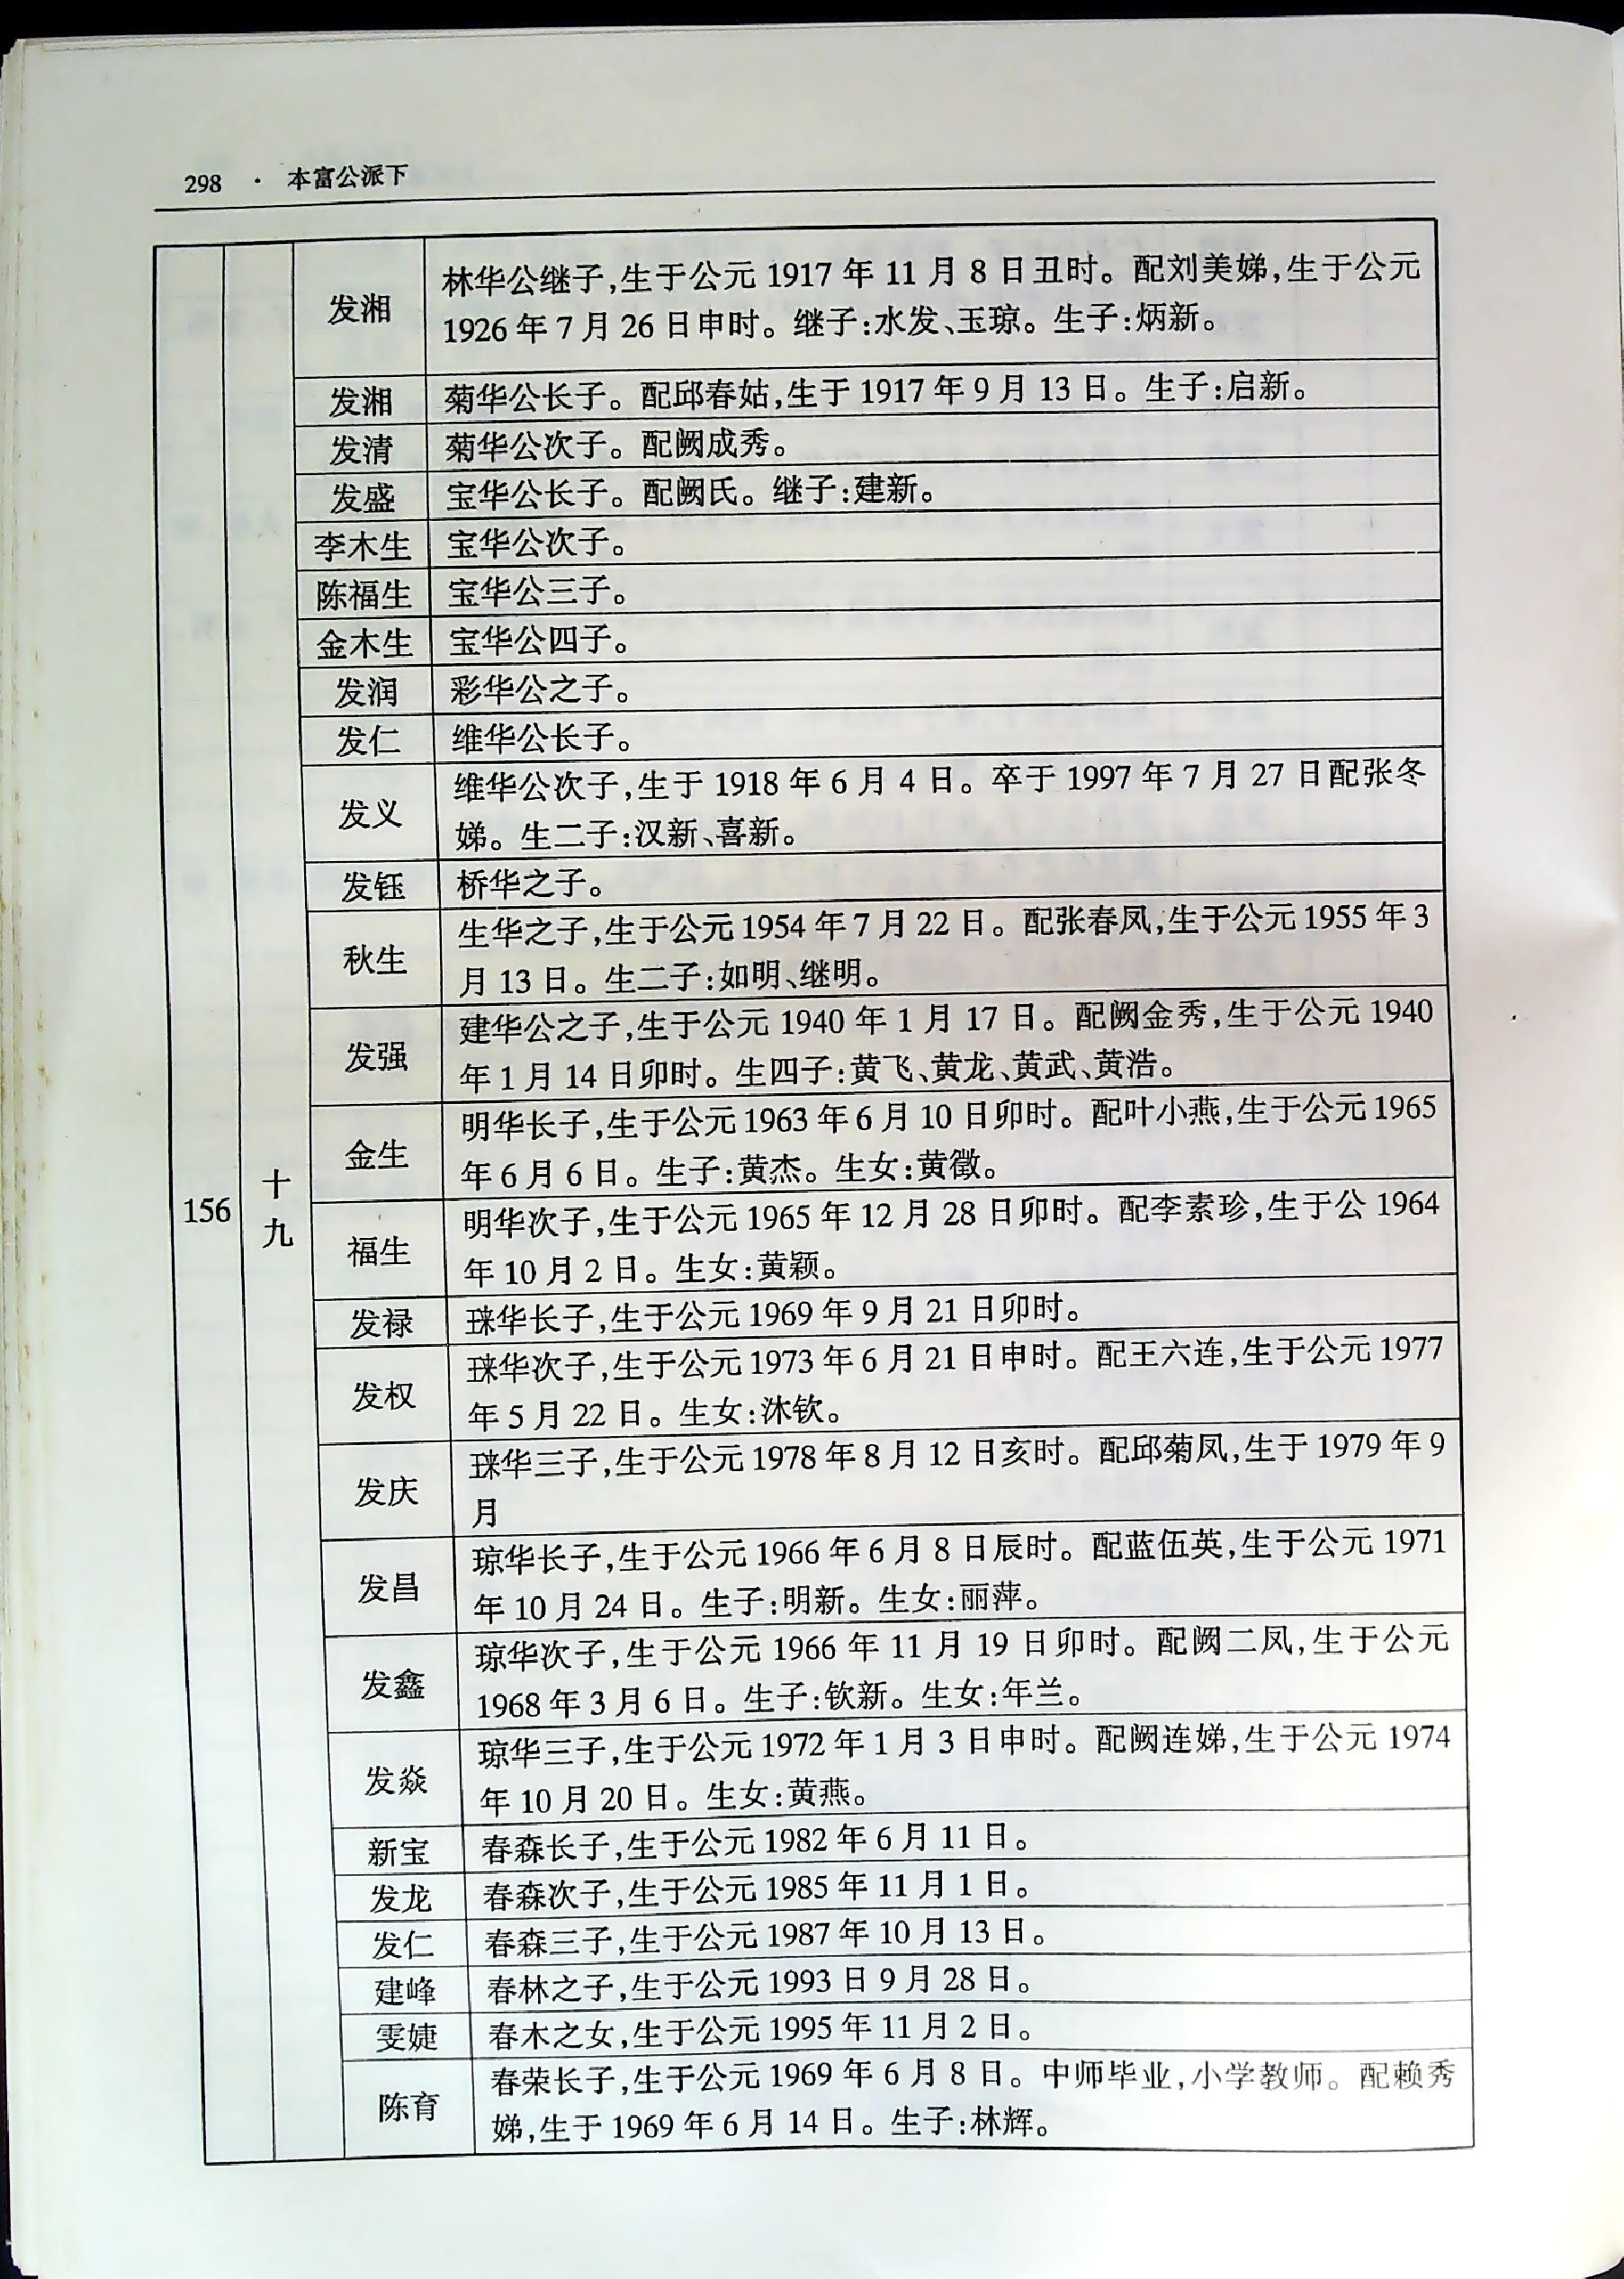 298 · 本富公派下
156
十九
发湘
林华公继子,生于公元 1917 年 11 月 8 日丑时。配刘美娣,生于公元
1926 年 7 月 26 日申时。继子:水发、玉琼。生子:炳新。
发湘
菊华公长子。配邱春姑,生于 1917 年 9 月 13 日。生子:启新。
发清
菊华公次子。配阙成秀。
发盛
宝华公长子。配阙氏。继子:建新。
李木生
宝华公次子。
陈福生
宝华公三子。
金木生
宝华公四子。
发润
彩华公之子。
发仁
维华公长子。
发义
维华公次子,生于 1918 年 6 月 4 日。卒于 1997 年 7 月 27 日配张冬
娣。生二子:汉新、喜新。
发钰
桥华之子。
秋生
生华之子,生于公元 1954 年 7 月 22 日。配张春凤,生于公元 1955 年 3
月 13 日。生二子:如明、继明。
发强
建华公之子,生于公元 1940 年 1 月 17 日。配阙金秀,生于公元 1940
年 1 月 14 日卯时。生四子:黄飞、黄龙、黄武、黄浩。
金生
明华长子,生于公元 1963 年 6 月 10 日卯时。配叶小燕,生于公元 1965
年 6 月 6 日。生子:黄杰。生女:黄徵。
福生
明华次子,生于公元 1965 年 12 月 28 日卯时。配李素珍,生于公 1964
年 10 月 2 日。生女:黄颖。
发禄
华长子,生于公元 1969 年 9 月 21 日卯时。
发权
华次子,生于公元 1973 年 6 月 21 日申时。配王六连,生于公元 1977
年 5 月 22 日。生女:沐钦。
发庆
华三子,生于公元 1978 年 8 月 12 日亥时。配邱菊凤,生于 1979 年 9
月
发昌
琼华长子,生于公元 1966 年 6 月 8 日辰时。配蓝伍英,生于公元 1971
年 10 月 24 日。生子:明新。生女:丽萍。
发鑫
琼华次子,生于公元 1966 年 11 月 19 日卯时。配阙二凤,生于公元
1968 年 3 月 6 日。生子:钦新。生女:年兰。
发焱
琼华三子,生于公元 1972 年 1 月 3 日申时。配阙连娣,生于公元 1974
年 10 月 20 日。生女:黄燕。
新宝
春森长子,生于公元 1982 年 6 月 11 日。
发龙
春森次子,生于公元 1985 年 11 月 1 日。
发仁
春森三子,生于公元 1987 年 10 月 13 日。
建峰
春林之子,生于公元 1993 日 9 月 28 日。
雯婕
春木之女,生于公元 1995 年 11 月 2 日。
陈育
春荣长子,生于公元 1969 年 6 月 8 日。中师毕业,小学教师。配赖秀
娣,生于 1969 年 6 月 14 日。生子:林辉。